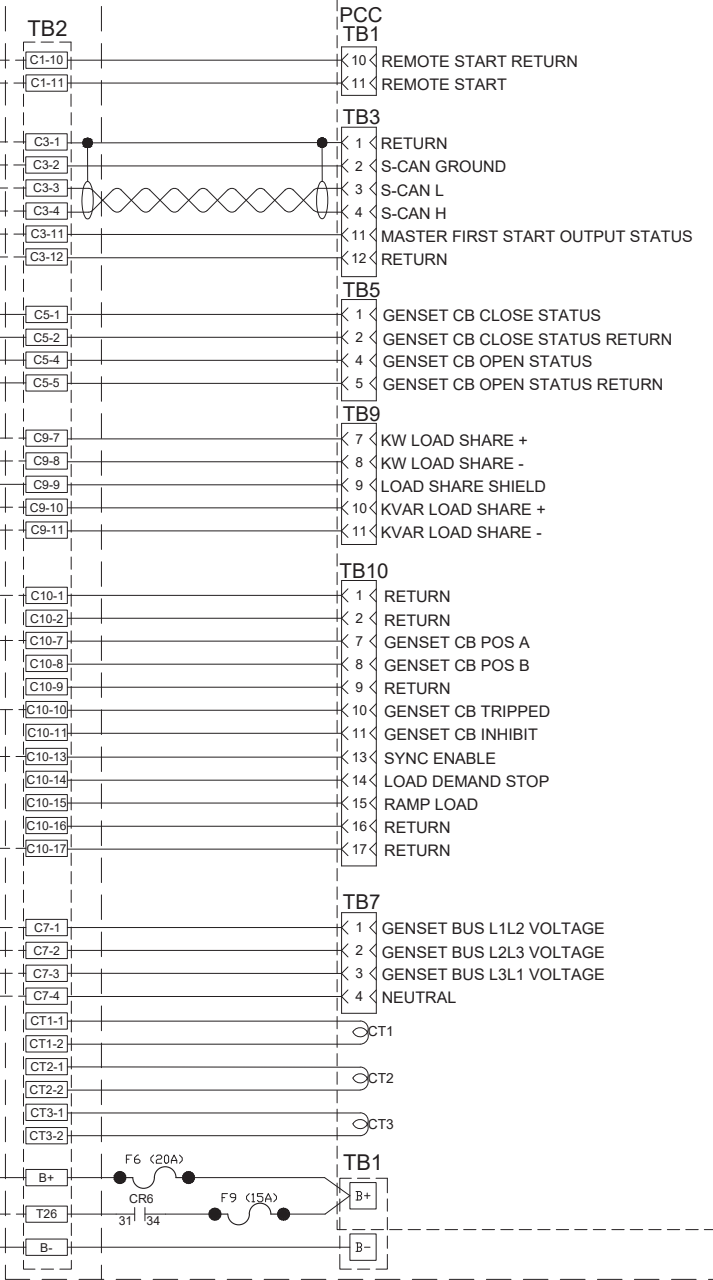 PCC
TB2 TB1
C1-10 10 REMOTE START RETURN
C1-11 11 REMOTE START
TB3
C3-1 1 RETURN
C3-2 2 S-CAN GROUND
C3-3 3 S-CAN L
C3-4 4 S-CAN H
C3-11 11 MASTER FIRST START OUTPUT STATUS
C3-12 12 RETURN
TB5
C5-1 1 GENSET CB CLOSE STATUS
C5-2 2 GENSET CB CLOSE STATUS RETURN
C5-4 4 GENSET CB OPEN STATUS
C5-5 5 GENSET CB OPEN STATUS RETURN
TB9
C9-7 7 KW LOAD SHARE +
C9-8 8 KW LOAD SHARE -
C9-9 9 LOAD SHARE SHIELD
C9-10 10 KVAR LOAD SHARE +
C9-11 11 KVAR LOAD SHARE -
TB10
C10-1 1 RETURN
C10-2 2 RETURN
C10-7 7 GENSET CB POS A
C10-8 8 GENSET CB POS B
C10-9 9 RETURN
C10-10 10 GENSET CB TRIPPED
C10-11 11 GENSET CB INHIBIT
C10-13 13 SYNC ENABLE
C10-14 14 LOAD DEMAND STOP
C10-15 15 RAMP LOAD
C10-16 16 RETURN
C10-17 17 RETURN
TB7
C7-1 1 GENSET BUS L1L2 VOLTAGE
C7-2 2 GENSET BUS L2L3 VOLTAGE
C7-3 3 GENSET BUS L3L1 VOLTAGE
C7-4 4 NEUTRAL
CT1-1
CT1
CT1-2
CT2-1
CT2
CT2-2
CT3-1
CT3
CT3-2
F6 (20A) TB1
B+
B+
CR6 F9 (15A)
T26
31 34
B- B-